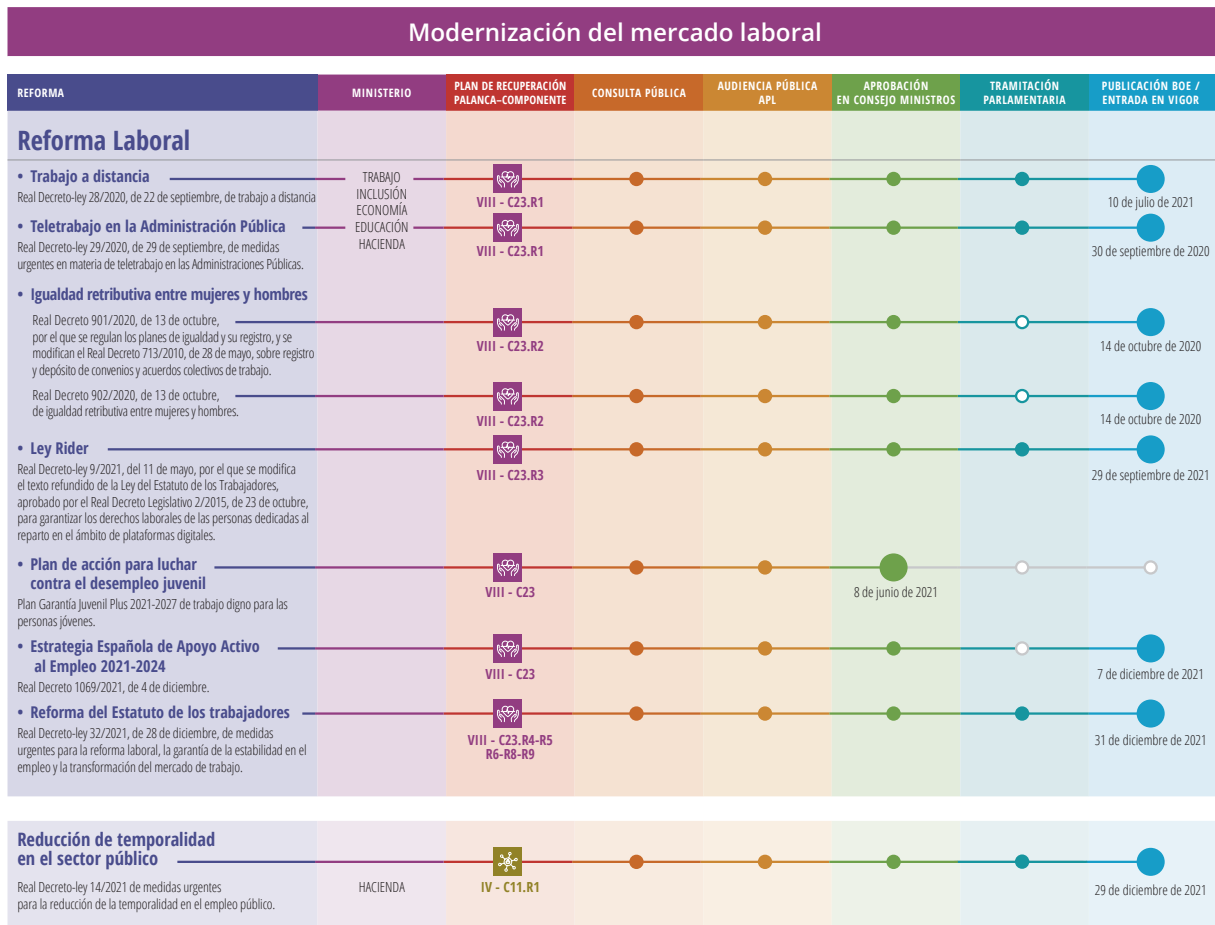 Modernización del mercado laboral
REFORMA
MINISTERIO
PLAN DE RECUPERACIÓN
PALANCA–COMPONENTE
CONSULTA PÚBLICA
AUDIENCIA PÚBLICA
APL
APROBACIÓN
EN CONSEJO MINISTROS
TRAMITACIÓN
PARLAMENTARIA
PUBLICACIÓN BOE /
ENTRADA EN VIGOR
Reforma Laboral
• Trabajo a distancia
Real Decreto-ley 28/2020, de 22 de septiembre, de trabajo a distancia
TRABAJO
INCLUSIÓN
ECONOMÍA
EDUCACIÓN
HACIENDA
VIII - C23.R1
10 de julio de 2021
• Teletrabajo en la Administración Pública
Real Decreto-ley 29/2020, de 29 de septiembre, de medidas
urgentes en materia de teletrabajo en las Administraciones Públicas.
VIII - C23.R1
30 de septiembre de 2020
• Igualdad retributiva entre mujeres y hombres
Real Decreto 901/2020, de 13 de octubre,
por el que se regulan los planes de igualdad y su registro, y se
modifican el Real Decreto 713/2010, de 28 de mayo, sobre registro
y depósito de convenios y acuerdos colectivos de trabajo.
VIII - C23.R2
14 de octubre de 2020
Real Decreto 902/2020, de 13 de octubre,
de igualdad retributiva entre mujeres y hombres.
VIII - C23.R2
14 de octubre de 2020
• Ley Rider
Real Decreto-ley 9/2021, del 11 de mayo, por el que se modifica
el texto refundido de la Ley del Estatuto de los Trabajadores,
aprobado por el Real Decreto Legislativo 2/2015, de 23 de octubre,
para garantizar los derechos laborales de las personas dedicadas al
reparto en el ámbito de plataformas digitales.
VIII - C23.R3
29 de septiembre de 2021
• Plan de acción para luchar
contra el desempleo juvenil
Plan Garantía Juvenil Plus 2021-2027 de trabajo digno para las
personas jóvenes.
VIII - C23
8 de junio de 2021
• Estrategia Española de Apoyo Activo
al Empleo 2021-2024
Real Decreto 1069/2021, de 4 de diciembre.
VIII - C23
7 de diciembre de 2021
• Reforma del Estatuto de los trabajadores
Real Decreto-ley 32/2021, de 28 de diciembre, de medidas
urgentes para la reforma laboral, la garantía de la estabilidad en el
empleo y la transformación del mercado de trabajo.
VIII - C23.R4-R5
R6-R8-R9
31 de diciembre de 2021
Reducción de temporalidad
en el sector público
Real Decreto-ley 14/2021 de medidas urgentes
para la reducción de la temporalidad en el empleo público.
HACIENDA
IV - C11.R1
29 de diciembre de 2021